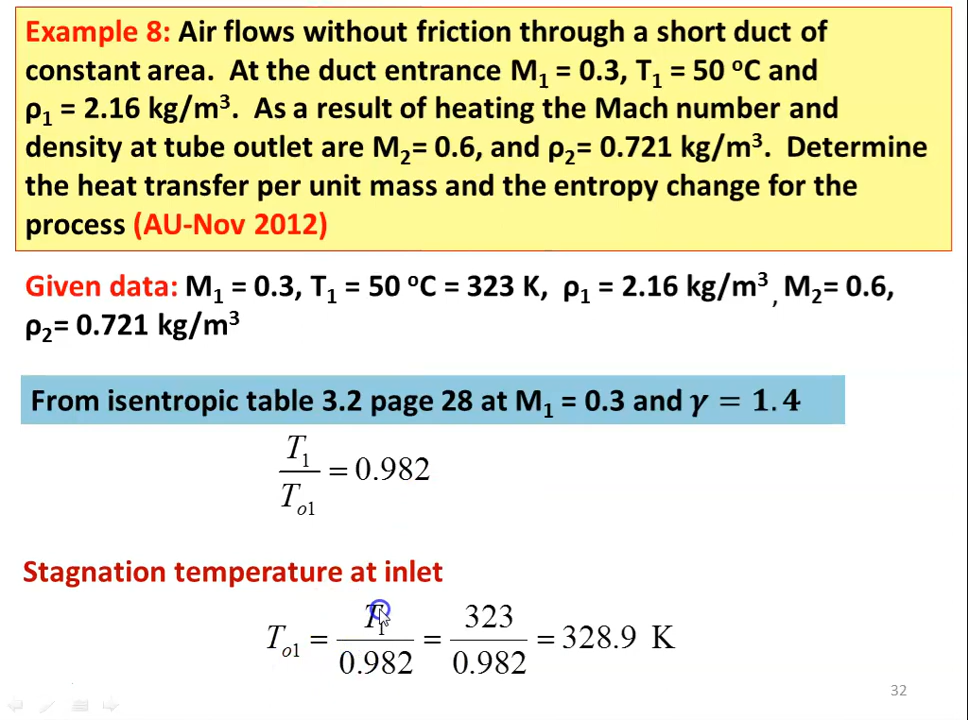 Example 8: Air flows without friction through a short duct of
constant area. At the duct entrance M₁ = 0.3, T₁ = 50 ᵒC and
ρ₁ = 2.16 kg/m³. As a result of heating the Mach number and
density at tube outlet are M₂= 0.6, and ρ₂= 0.721 kg/m³. Determine
the heat transfer per unit mass and the entropy change for the
process (AU-Nov 2012)
Given data: M₁ = 0.3, T₁ = 50 ᵒC = 323 K, ρ₁ = 2.16 kg/m³ , M₂= 0.6,
ρ₂= 0.721 kg/m³
From isentropic table 3.2 page 28 at M₁ = 0.3 and γ = 1.4
T₁/Tₒ₁ = 0.982
Stagnation temperature at inlet
Tₒ₁ = T₁/0.982 = 323/0.982 = 328.9 K
32